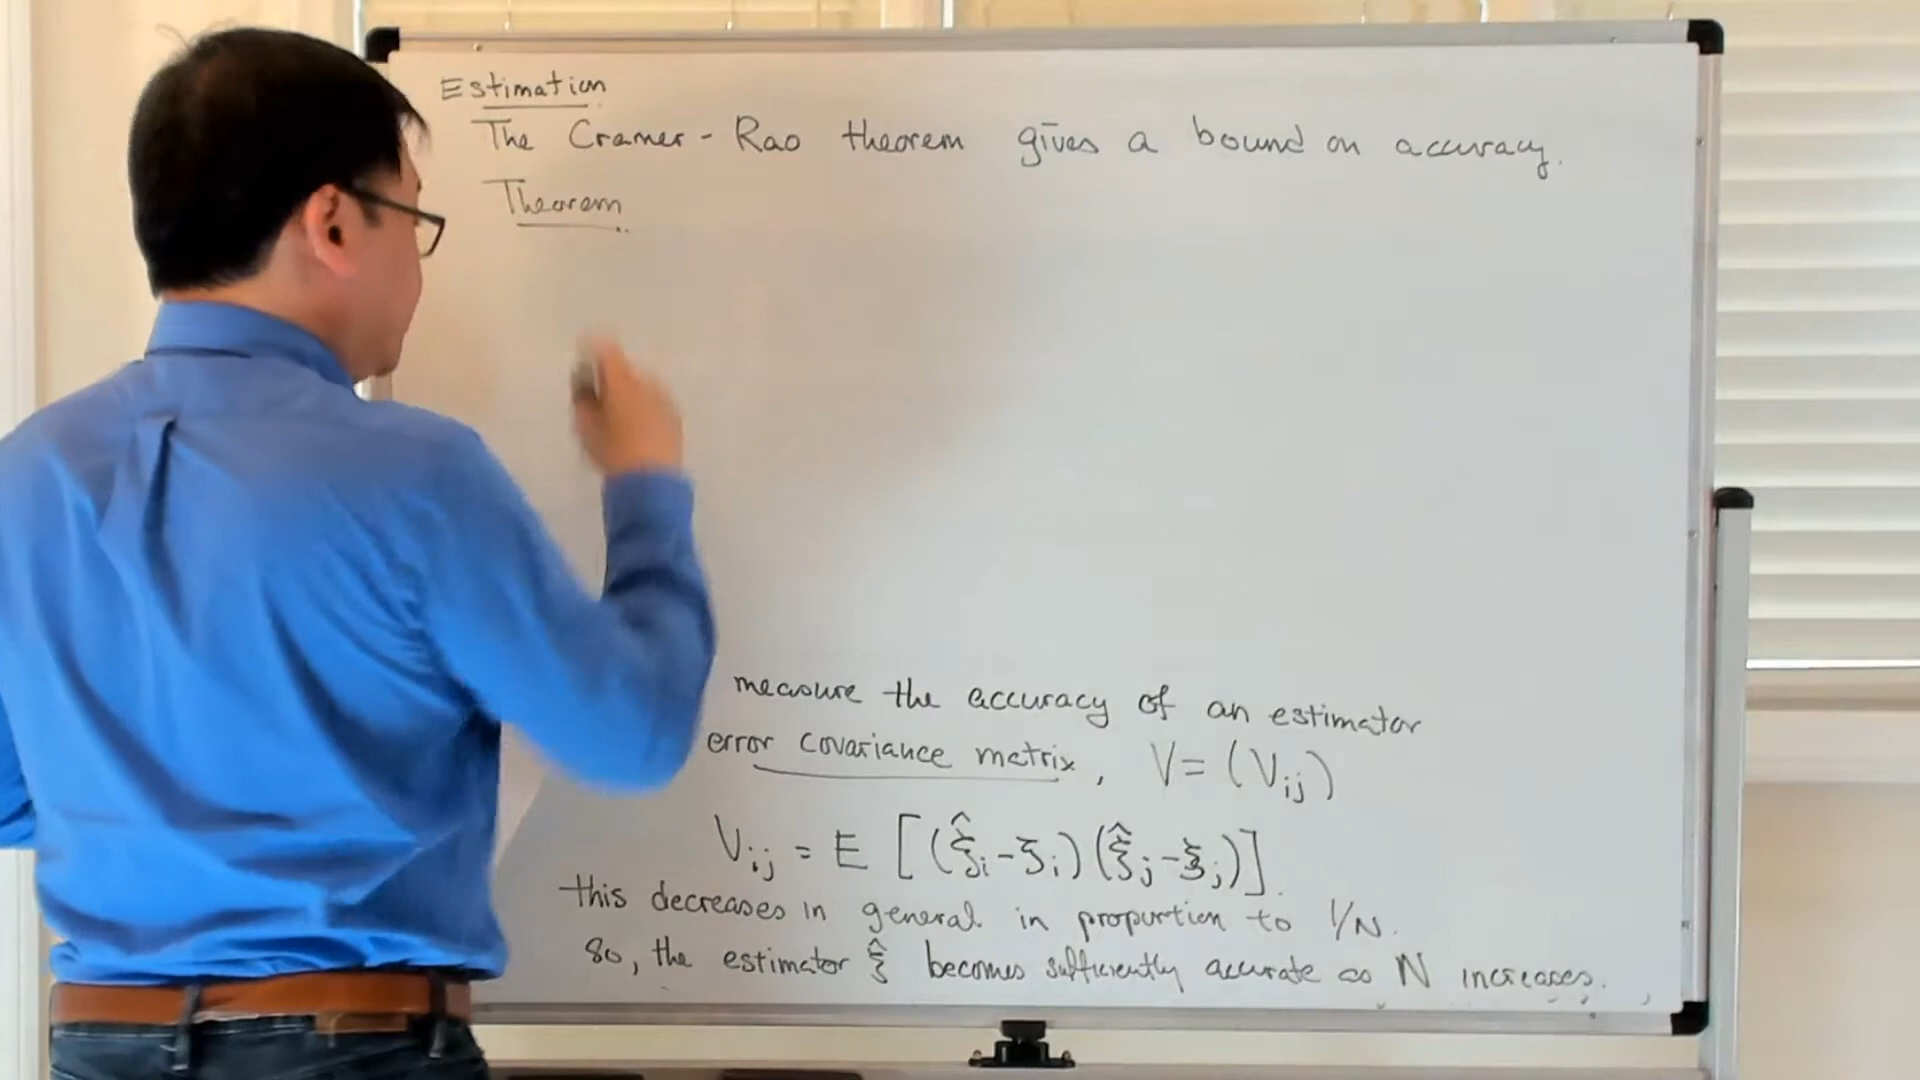 Estimation
The Cramer-Rao theorem gives a bound on accuracy.
Theorem
measure the accuracy of an estimator
error covariance matrix, V = (Vij)
Vij = E [(ξ̂i - ξi)(ξ̂j - ξj)].
this decreases in general in proportion to 1/N.
So, the estimator ξ̂ becomes sufficiently accurate as N increases.